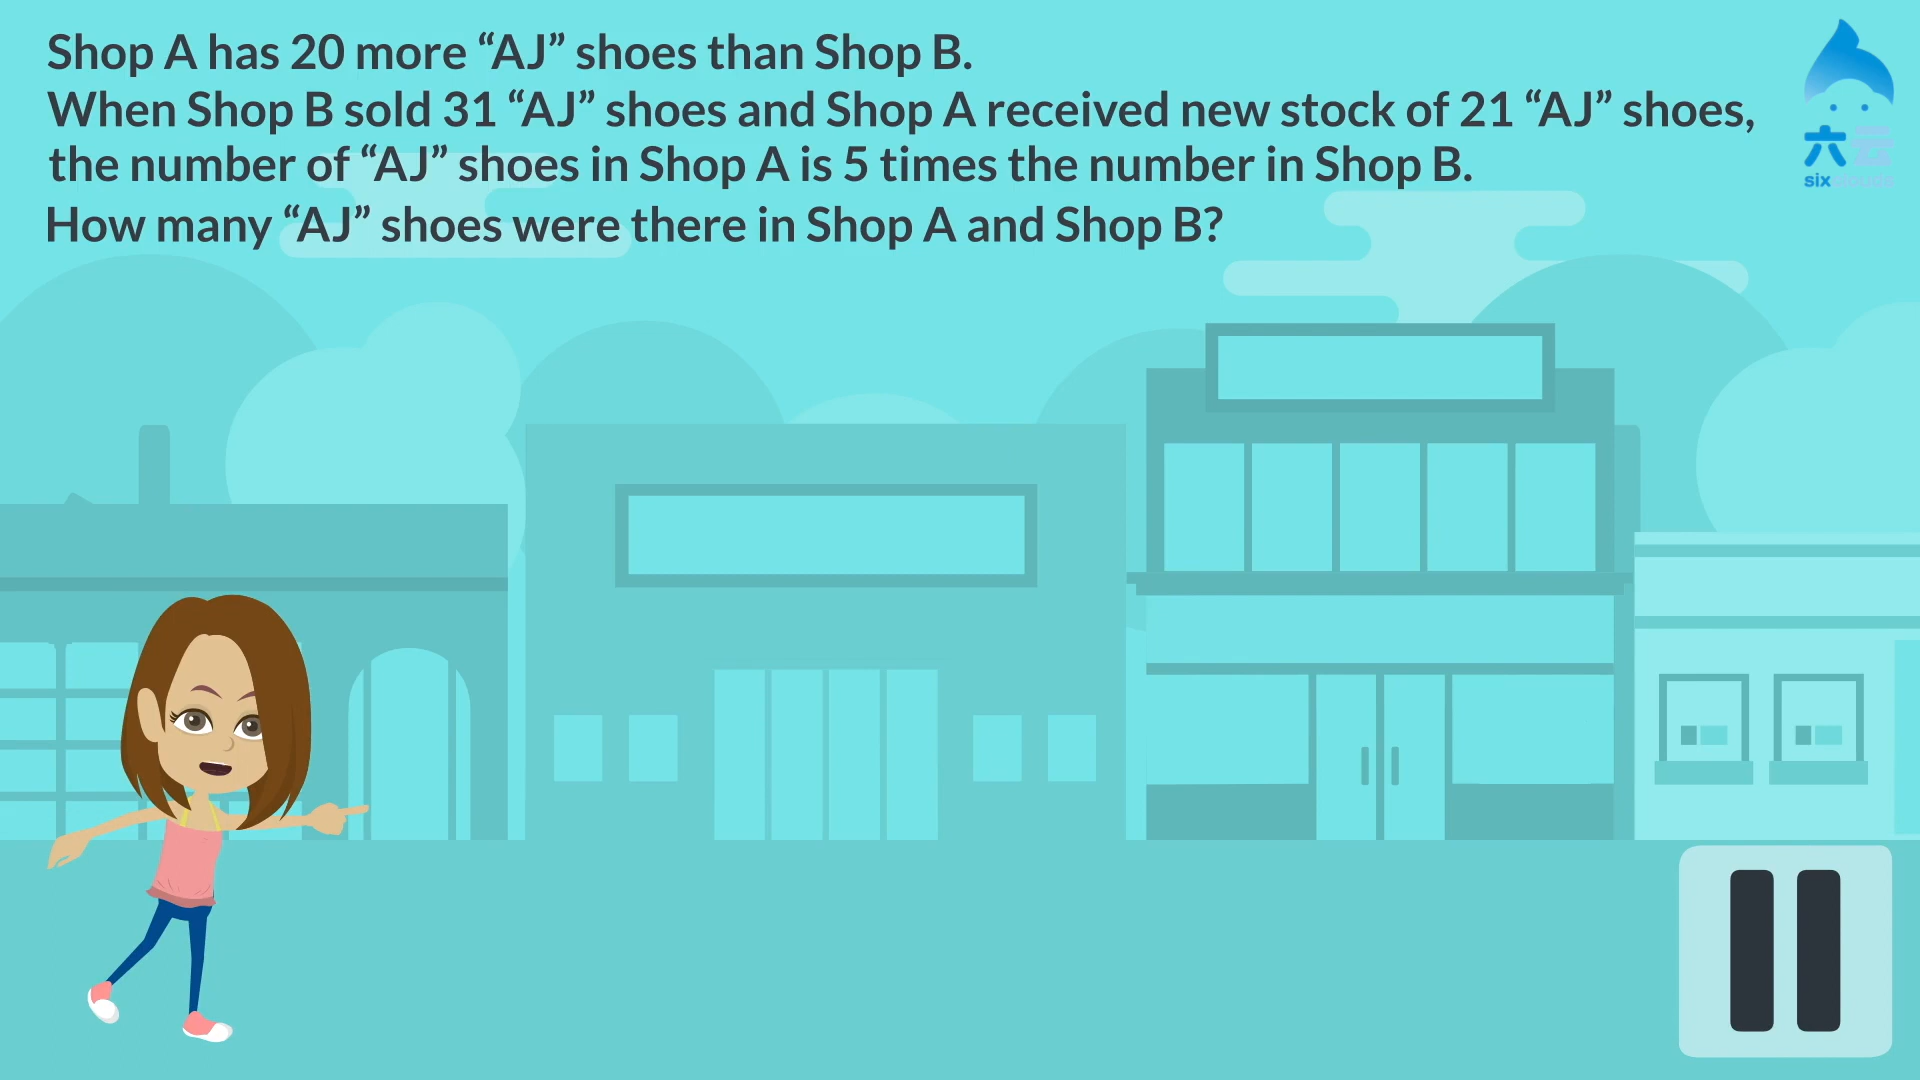 Shop A has 20 more “AJ” shoes than Shop B.
When Shop B sold 31 “AJ” shoes and Shop A received new stock of 21 “AJ” shoes,
the number of “AJ” shoes in Shop A is 5 times the number in Shop B.
How many “AJ” shoes were there in Shop A and Shop B?
六云
sixclouds